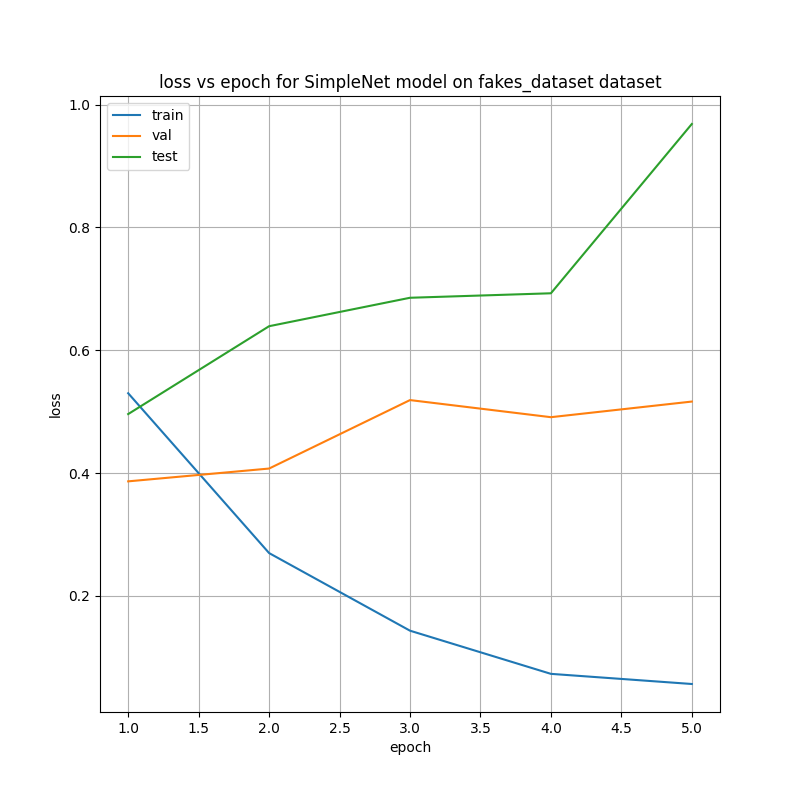 loss vs epoch for SimpleNet model on fakes_dataset dataset
train
val
test
1.0
0.8
0.6
0.4
0.2
loss
1.0 1.5 2.0 2.5 3.0 3.5 4.0 4.5 5.0
epoch